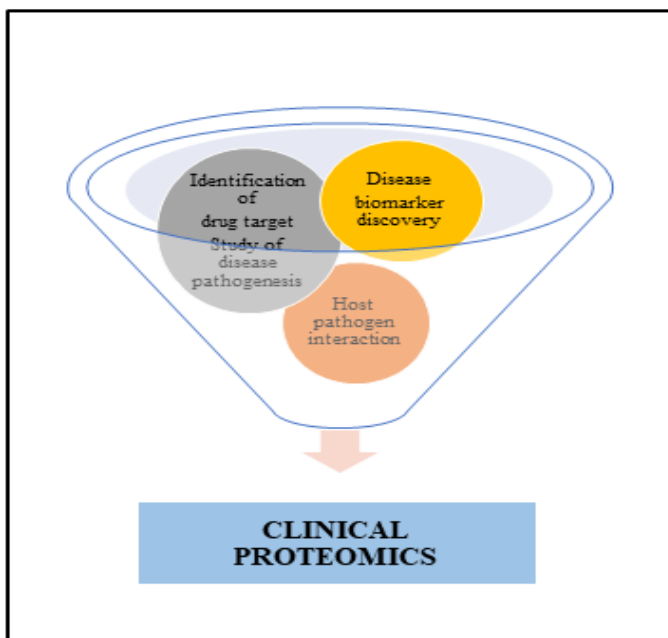 Identification
of
drug target
Study of
disease
pathogenesis
Disease
biomarker
discovery
Host
pathogen
interaction
CLINICAL
PROTEOMICS